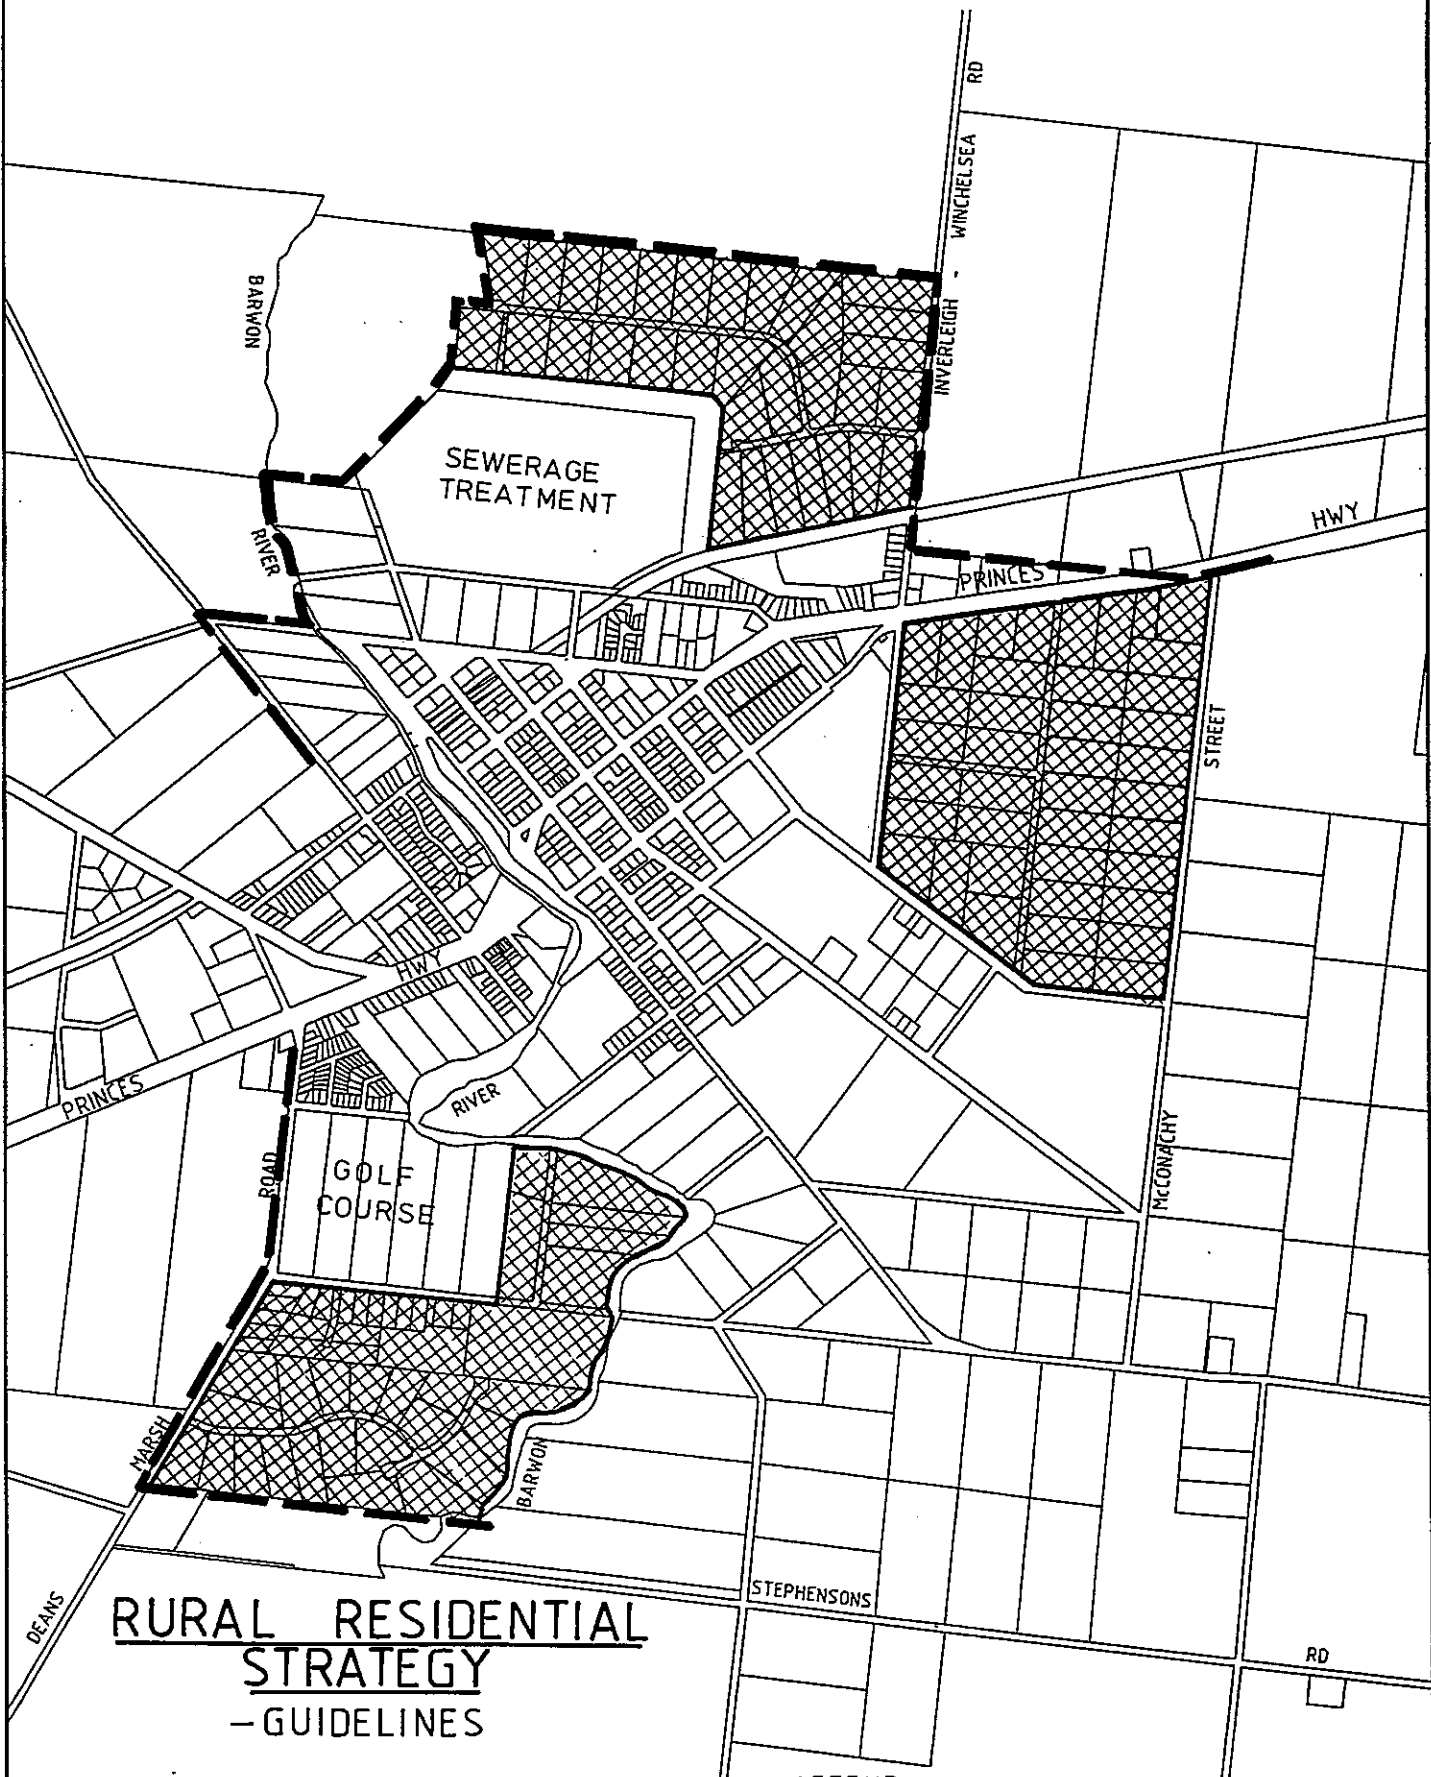 RD
WINCHELSEA
-
INVERLEIGH
BARWON
SEWERAGE
TREATMENT
RIVER
HWY
PRINCES
STREET
HWY
PRINCES
RIVER
ROAD
GOLF
COURSE
McCONACHY
MARSH
BARWON
DEANS
STEPHENSONS
RD
RURAL RESIDENTIAL
STRATEGY
-GUIDELINES